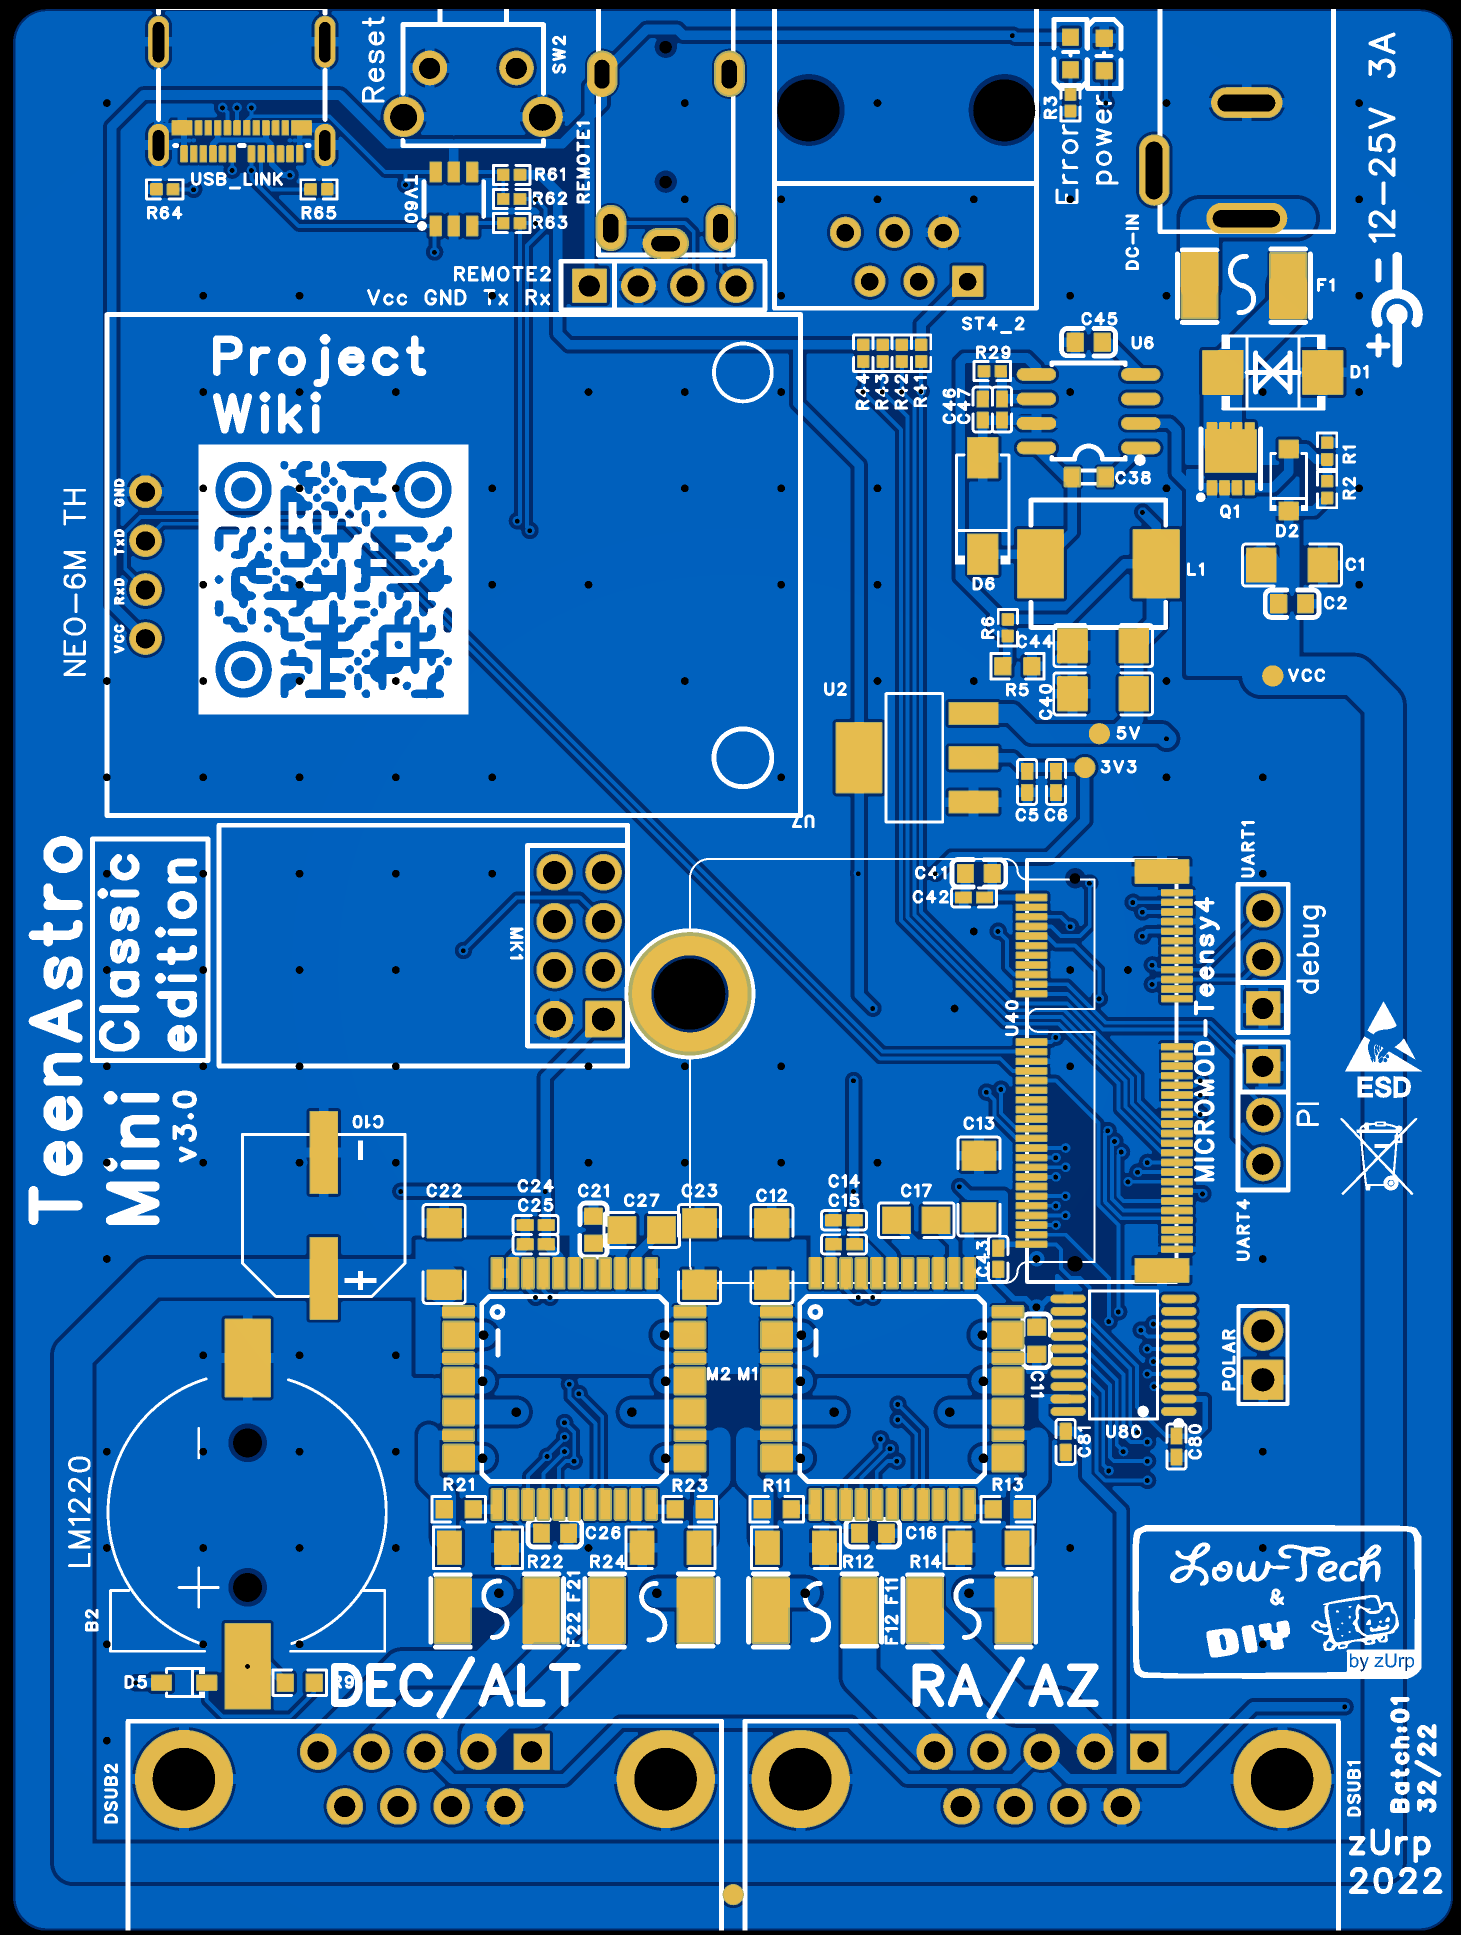 Reset
SW2
USB_LINK
R64
R65
TV60
R61
R62
R63
REMOTE1
REMOTE2
Vcc GND Tx Rx
ST4_2
R3
Error
power
DC-IN
12-25V 3A
F1
D1
Project
Wiki
NEO-6M TH
GND
TxD
RxD
VCC
U7
R44
R43
R42
R41
C45
U6
R29
C46
C47
C38
D6
L1
Q1
D2
R1
R2
C1
C2
R6
C44
R5
C40
VCC
5V
3V3
U2
C5
C6
TeenAstro
Mini
Classic
edition
v3.0
MK1
C41
C42
U40
MICROMOD-Teensy4
UART1
debug
PI
UART4
ESD
C10
C22
C24
C25
C21
C27
C23
C12
C14
C15
C17
C13
C43
C11
M2
M1
POLAR
U80
C81
C80
LM1220
B2
D5
R9
R21
R23
R11
R13
C26
C16
R22
R24
R12
R14
F21
F22
F11
F12
DEC/ALT
RA/AZ
Low-Tech
&
DIY
by zUrp
DSUB2
DSUB1
Batch:01
32/22
zUrp
2022